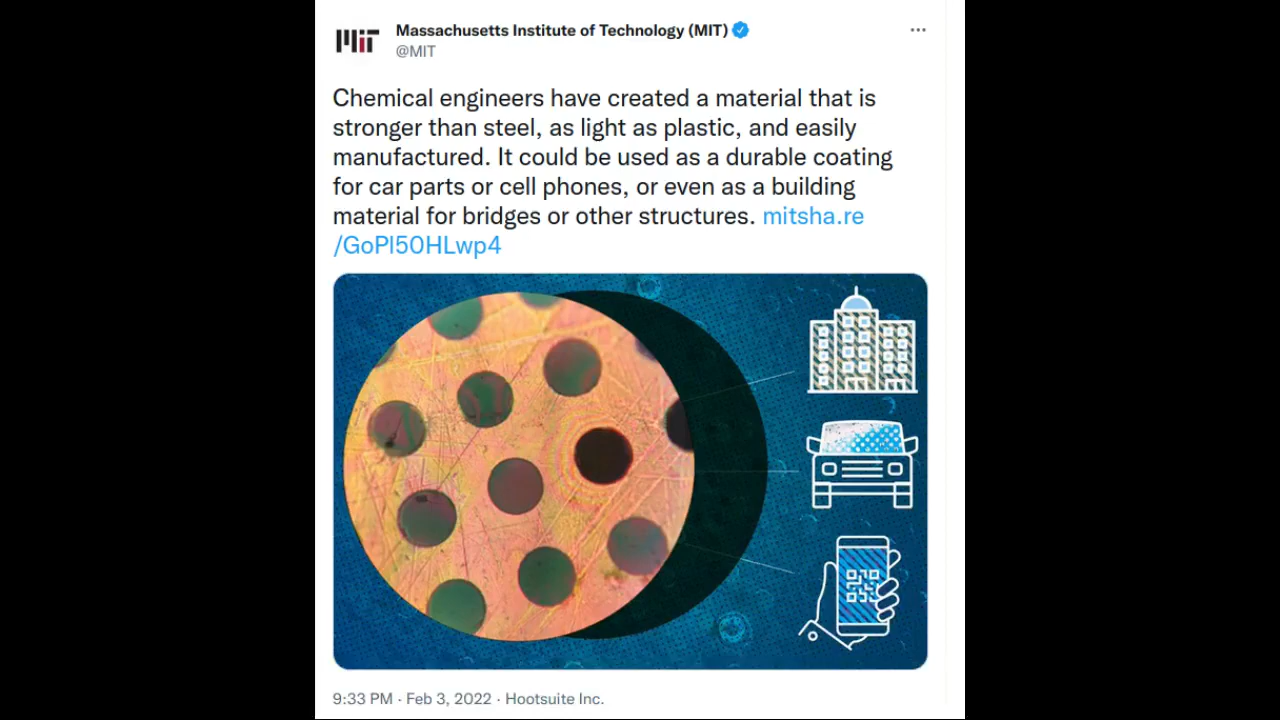 MIT Massachusetts Institute of Technology (MIT)
@MIT
Chemical engineers have created a material that is
stronger than steel, as light as plastic, and easily
manufactured. It could be used as a durable coating
for car parts or cell phones, or even as a building
material for bridges or other structures. mitsha.re
/GoPl50HLwp4
9:33 PM · Feb 3, 2022 · Hootsuite Inc.